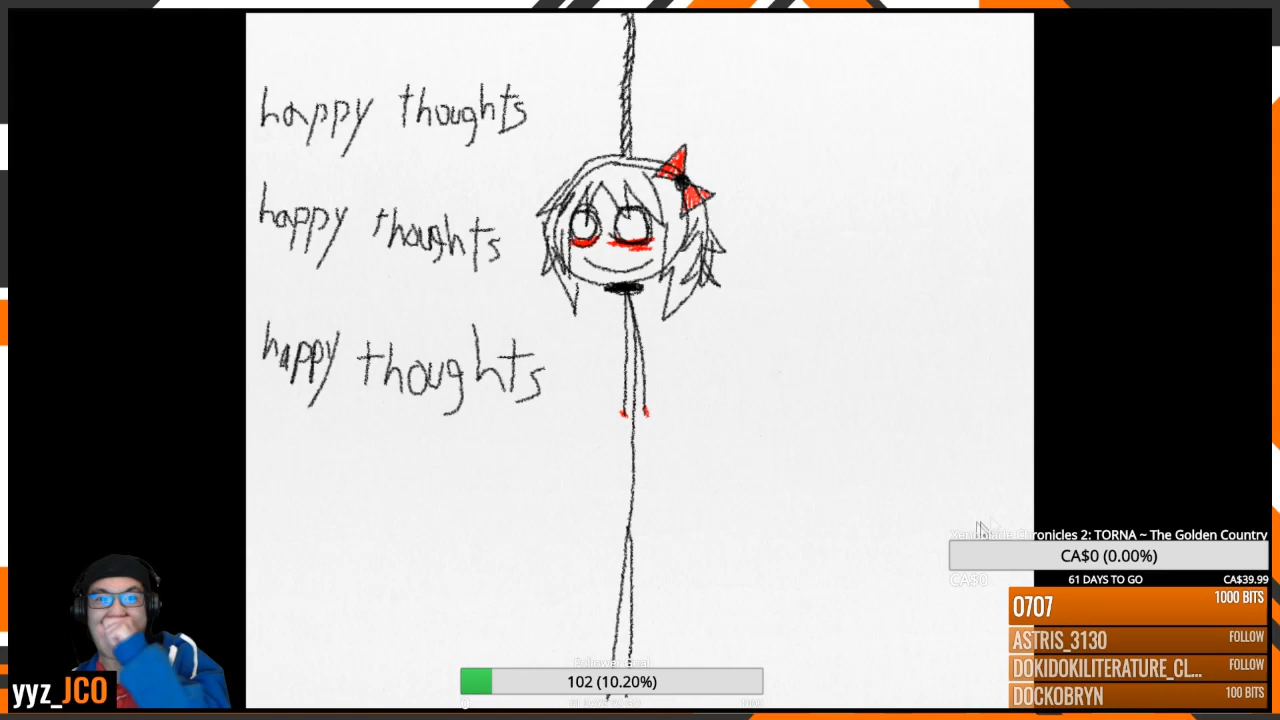 happy thoughts
happy thoughts
happy thoughts
Chronicles 2: TORNA ~ The Golden Country
CA$0 (0.00%)
CA$0
61 DAYS TO GO
CA$39.99
0707
1000 BITS
ASTRIS_3130
FOLLOW
DOKIDOKILITERATURE_CL...
FOLLOW
DOCKOBRYN
100 BITS
102 (10.20%)
0
yyz_JCO